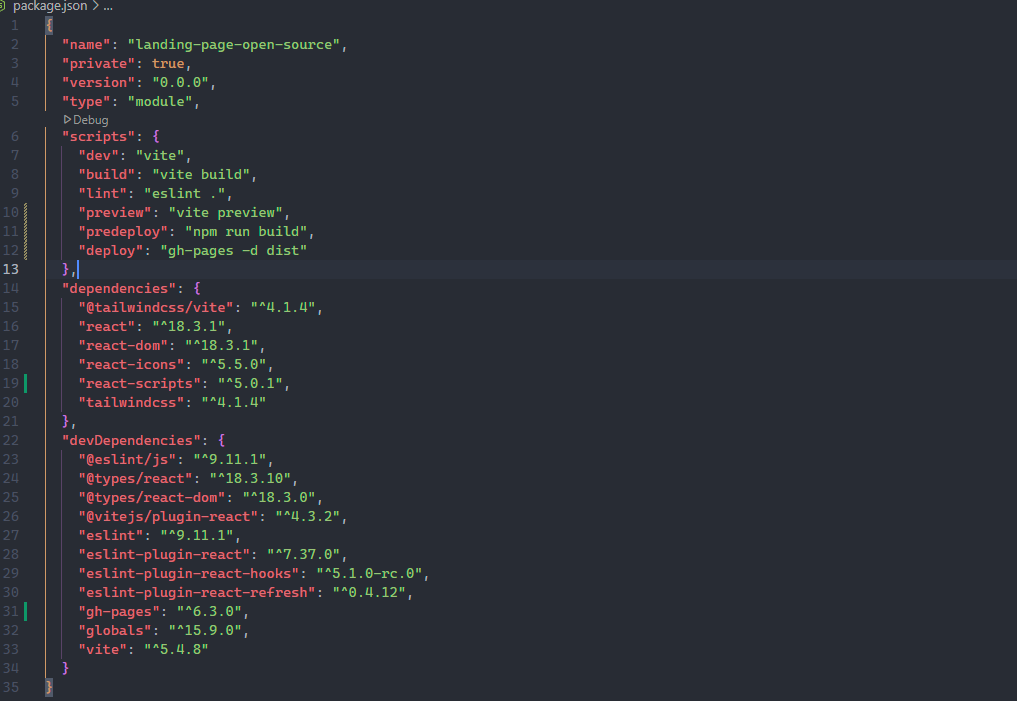 package.json > ...
1 {
2 "name": "landing-page-open-source",
3 "private": true,
4 "version": "0.0.0",
5 "type": "module",
Debug
6 "scripts": {
7 "dev": "vite",
8 "build": "vite build",
9 "lint": "eslint .",
10 "preview": "vite preview",
11 "predeploy": "npm run build",
12 "deploy": "gh-pages -d dist"
13 },
14 "dependencies": {
15 "@tailwindcss/vite": "^4.1.4",
16 "react": "^18.3.1",
17 "react-dom": "^18.3.1",
18 "react-icons": "^5.5.0",
19 "react-scripts": "^5.0.1",
20 "tailwindcss": "^4.1.4"
21 },
22 "devDependencies": {
23 "@eslint/js": "^9.11.1",
24 "@types/react": "^18.3.10",
25 "@types/react-dom": "^18.3.0",
26 "@vitejs/plugin-react": "^4.3.2",
27 "eslint": "^9.11.1",
28 "eslint-plugin-react": "^7.37.0",
29 "eslint-plugin-react-hooks": "^5.1.0-rc.0",
30 "eslint-plugin-react-refresh": "^0.4.12",
31 "gh-pages": "^6.3.0",
32 "globals": "^15.9.0",
33 "vite": "^5.4.8"
34 }
35 }